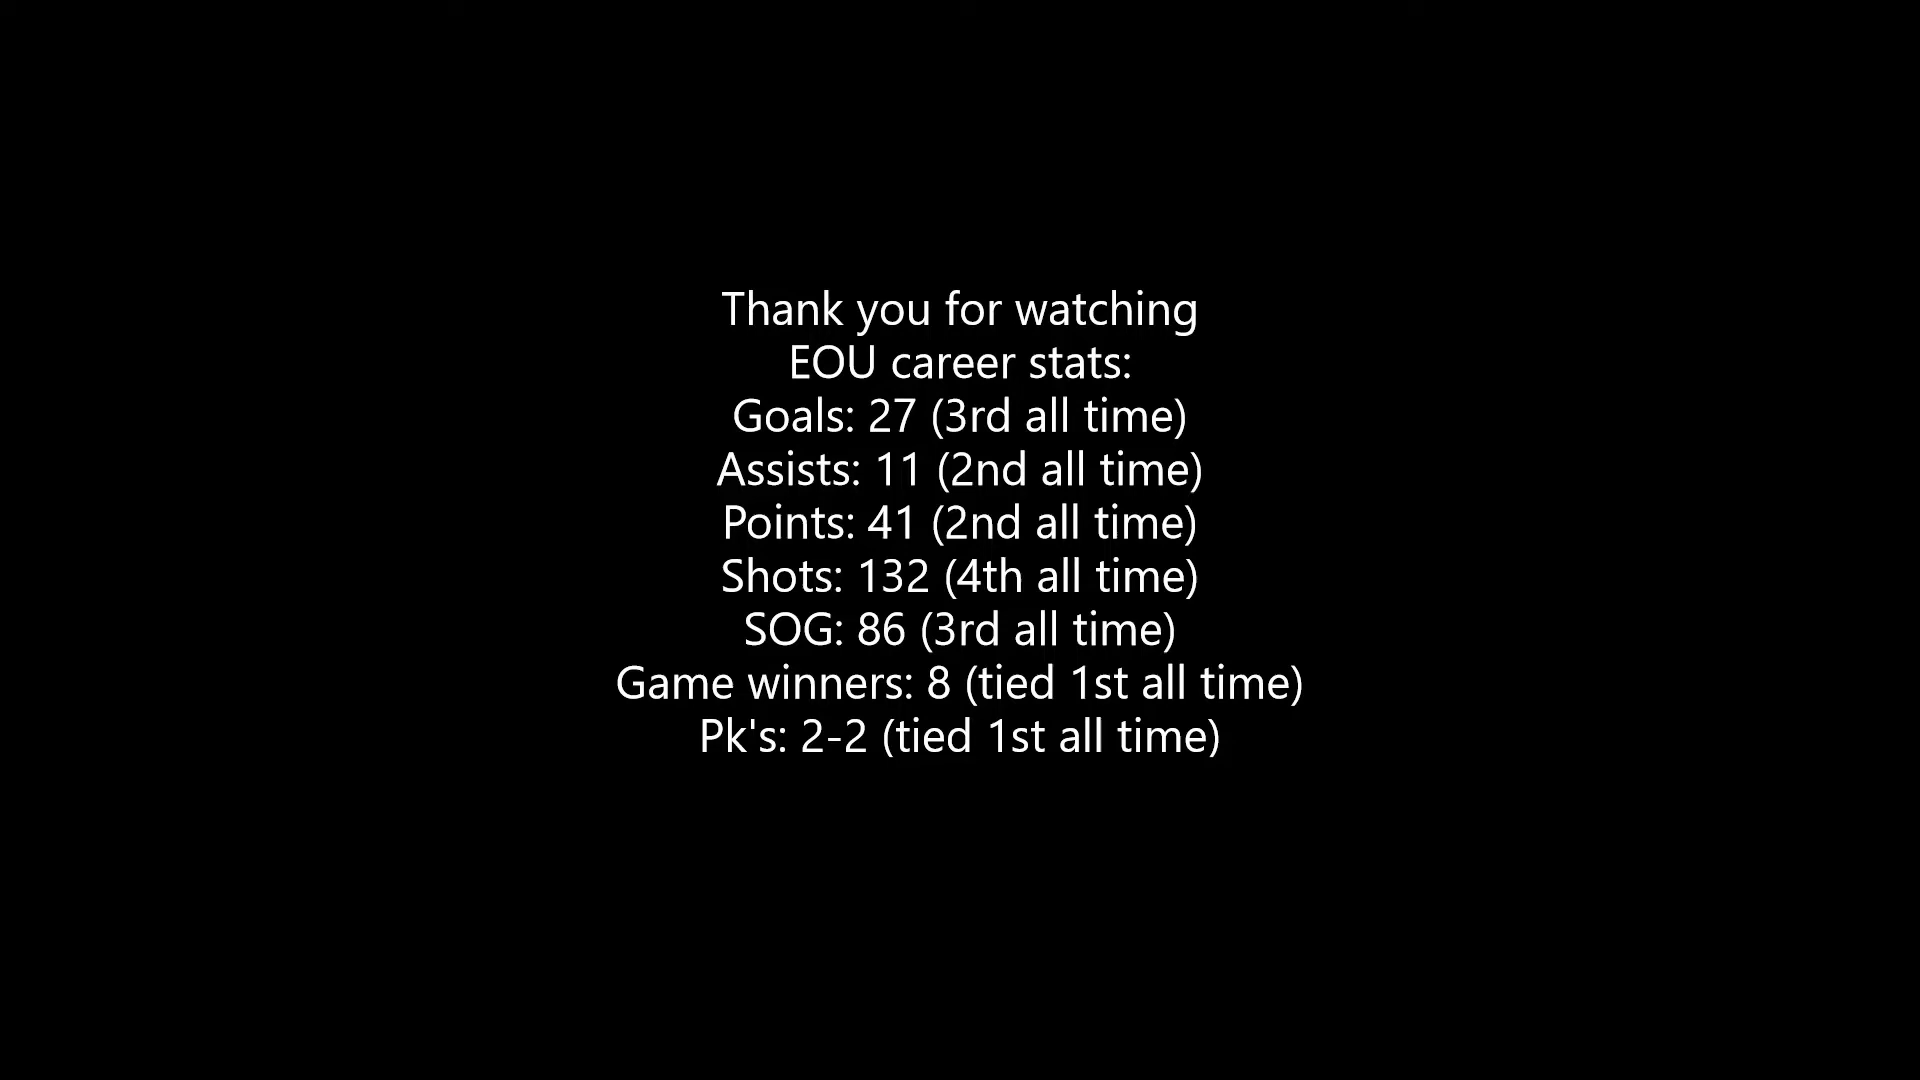 Thank you for watching
EOU career stats:
Goals: 27 (3rd all time)
Assists: 11 (2nd all time)
Points: 41 (2nd all time)
Shots: 132 (4th all time)
SOG: 86 (3rd all time)
Game winners: 8 (tied 1st all time)
Pk's: 2-2 (tied 1st all time)